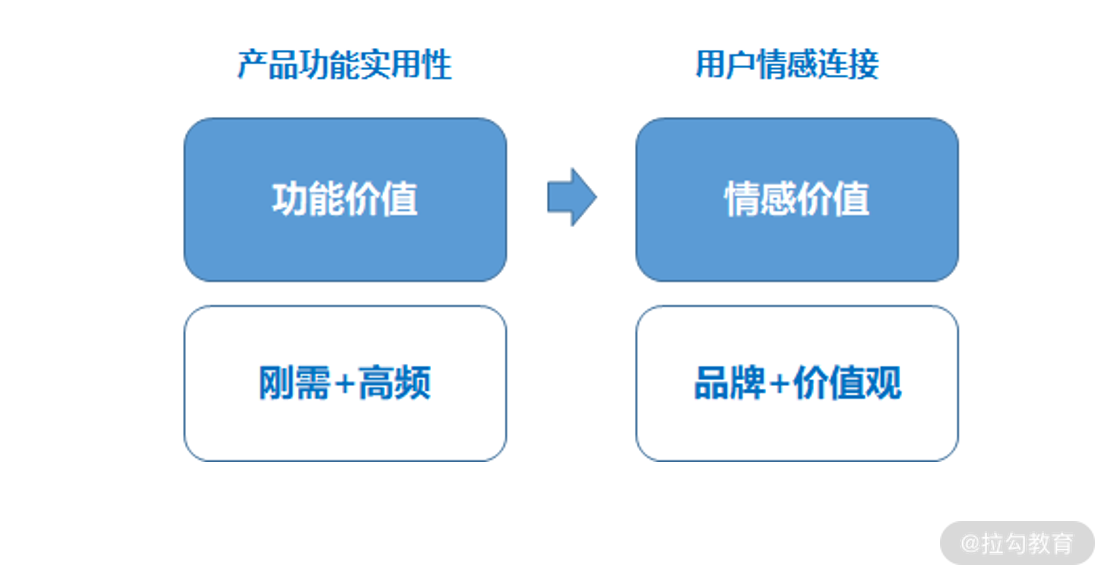 产品功能实用性
用户情感连接
功能价值
情感价值
刚需+高频
品牌+价值观
@拉勾教育